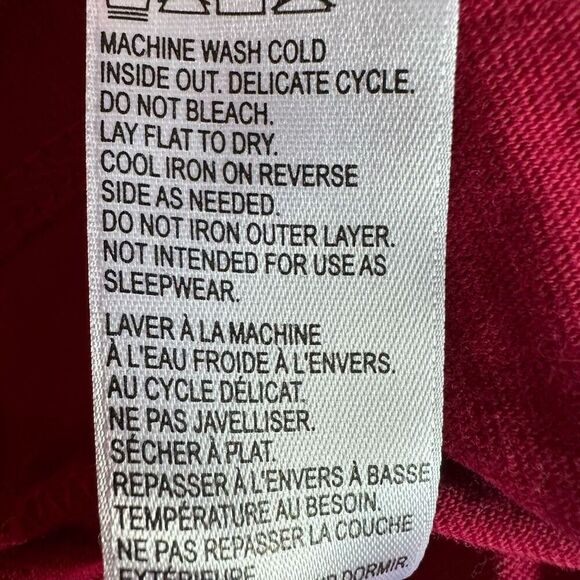 MACHINE WASH COLD
INSIDE OUT. DELICATE CYCLE.
DO NOT BLEACH.
LAY FLAT TO DRY.
COOL IRON ON REVERSE
SIDE AS NEEDED.
DO NOT IRON OUTER LAYER.
NOT INTENDED FOR USE AS
SLEEPWEAR.
LAVER À LA MACHINE
À L'EAU FROIDE À L'ENVERS.
AU CYCLE DÉLICAT.
NE PAS JAVELLISER.
SÉCHER À PLAT.
REPASSER À L'ENVERS À BASSE
TEMPÉRATURE AU BESOIN.
NE PAS REPASSER LA COUCHE
EXTÉRIEURE DORMIR.